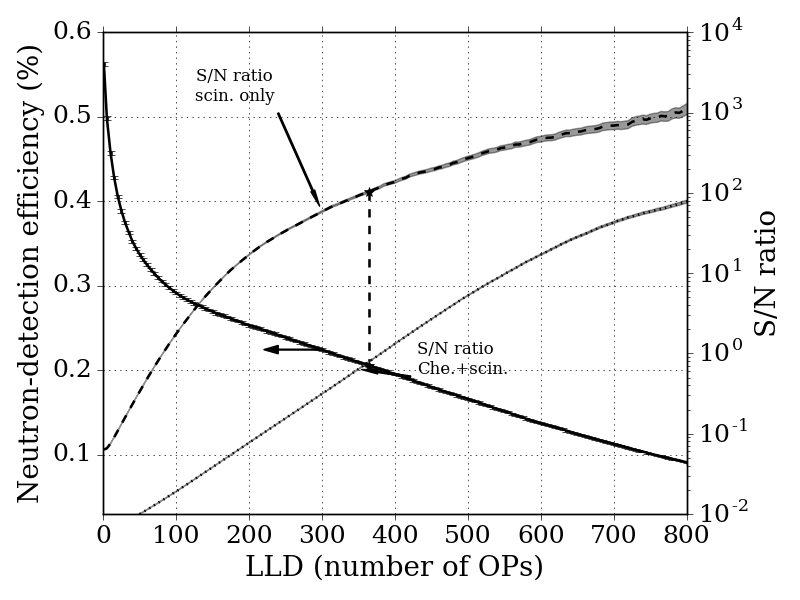 0.6
0.5
0.4
0.3
0.2
0.1
Neutron-detection efficiency (%)
S/N ratio
scin. only
S/N ratio
Che.+scin.
10^4
10^3
10^2
10^1
10^0
10^-1
10^-2
S/N ratio
0 100 200 300 400 500 600 700 800
LLD (number of OPs)